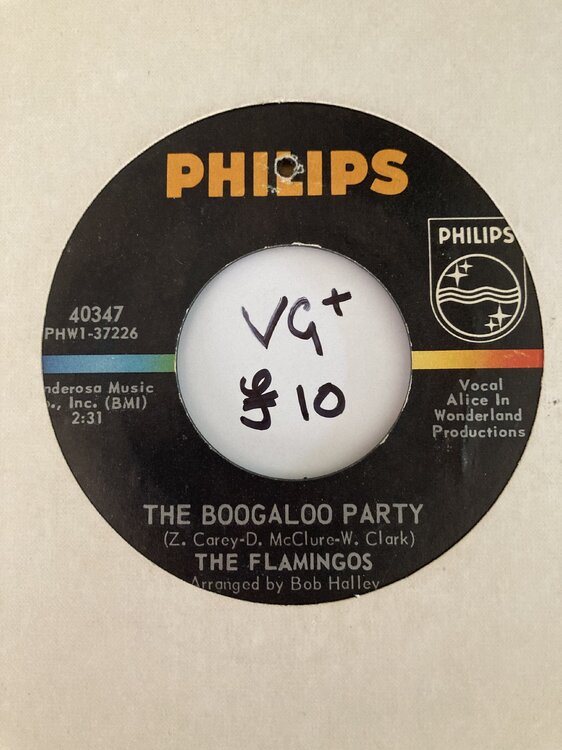 PHILIPS
PHILIPS
40347
PHW1-37226
nderosa Music
., Inc. (BMI)
2:31
Vocal
Alice In
Wonderland
Productions
VG+
10
THE BOOGALOO PARTY
(Z. Carey-D. McClure-W. Clark)
THE FLAMINGOS
Arranged by Bob Halley